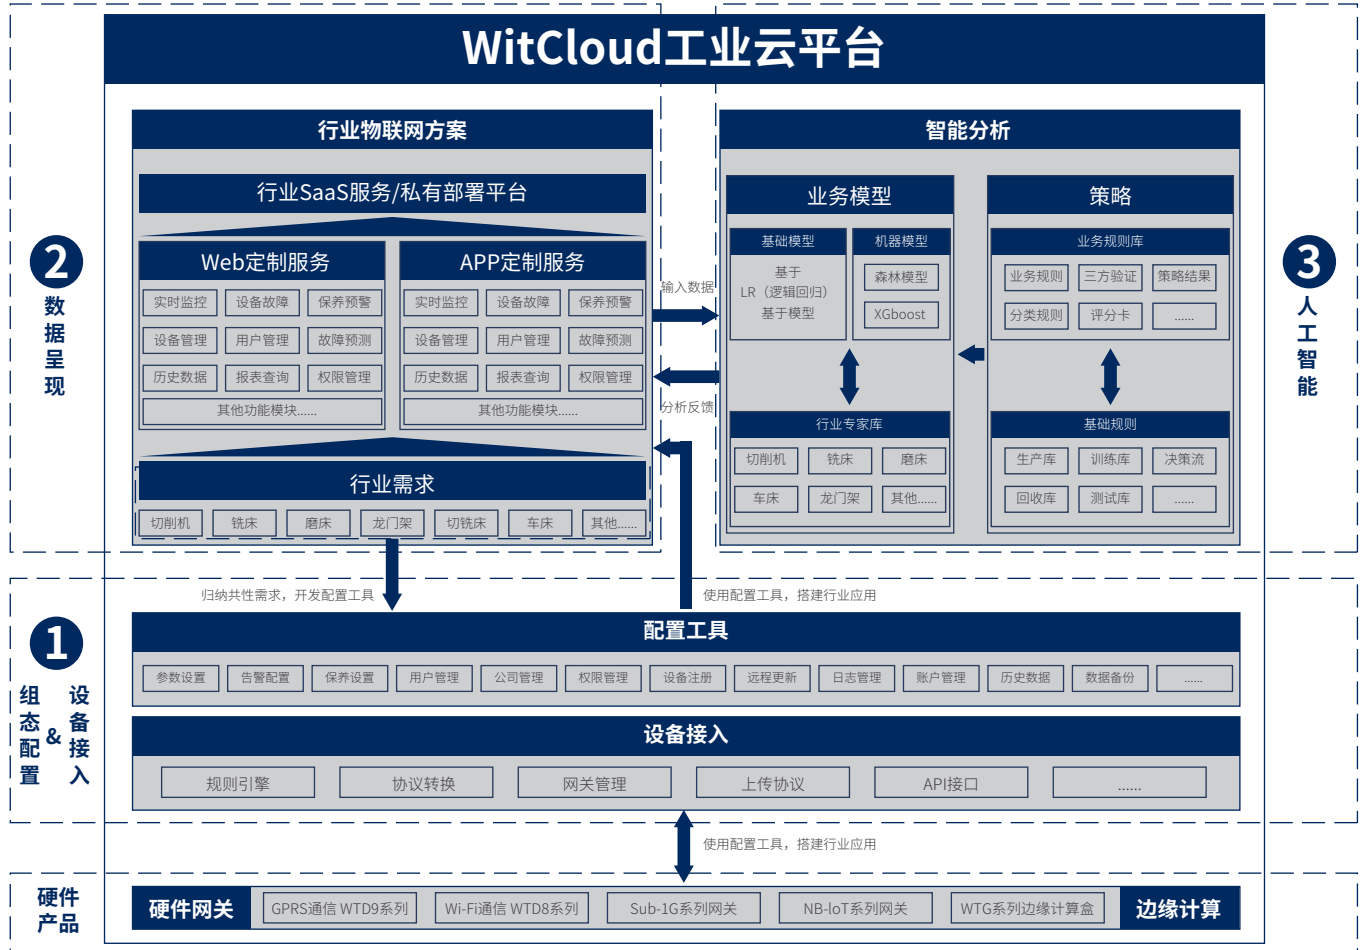 WitCloud工业云平台
行业物联网方案
行业SaaS服务/私有部署平台
Web定制服务
实时监控
设备故障
保养预警
设备管理
用户管理
故障预测
历史数据
报表查询
权限管理
其他功能模块......
APP定制服务
实时监控
设备故障
保养预警
设备管理
用户管理
故障预测
历史数据
报表查询
权限管理
其他功能模块......
行业需求
切削机
铣床
磨床
龙门架
切铣床
车床
其他......
2
数据呈现
输入数据
分析反馈
智能分析
业务模型
基础模型
基于
LR（逻辑回归）
基于模型
机器模型
森林模型
XGboost
行业专家库
切削机
铣床
磨床
车床
龙门架
其他......
策略
业务规则库
业务规则
三方验证
策略结果
分类规则
评分卡
......
基础规则
生产库
训练库
决策流
回收库
测试库
......
3
人工智能
归纳共性需求，开发配置工具
使用配置工具，搭建行业应用
1
组态配置
&
设备接入
配置工具
参数设置
告警配置
保养设置
用户管理
公司管理
权限管理
设备注册
远程更新
日志管理
账户管理
历史数据
数据备份
......
设备接入
规则引擎
协议转换
网关管理
上传协议
API接口
......
使用配置工具，搭建行业应用
硬件
产品
硬件网关
GPRS通信 WTD9系列
Wi-Fi通信 WTD8系列
Sub-1G系列网关
NB-IoT系列网关
WTG系列边缘计算盒
边缘计算